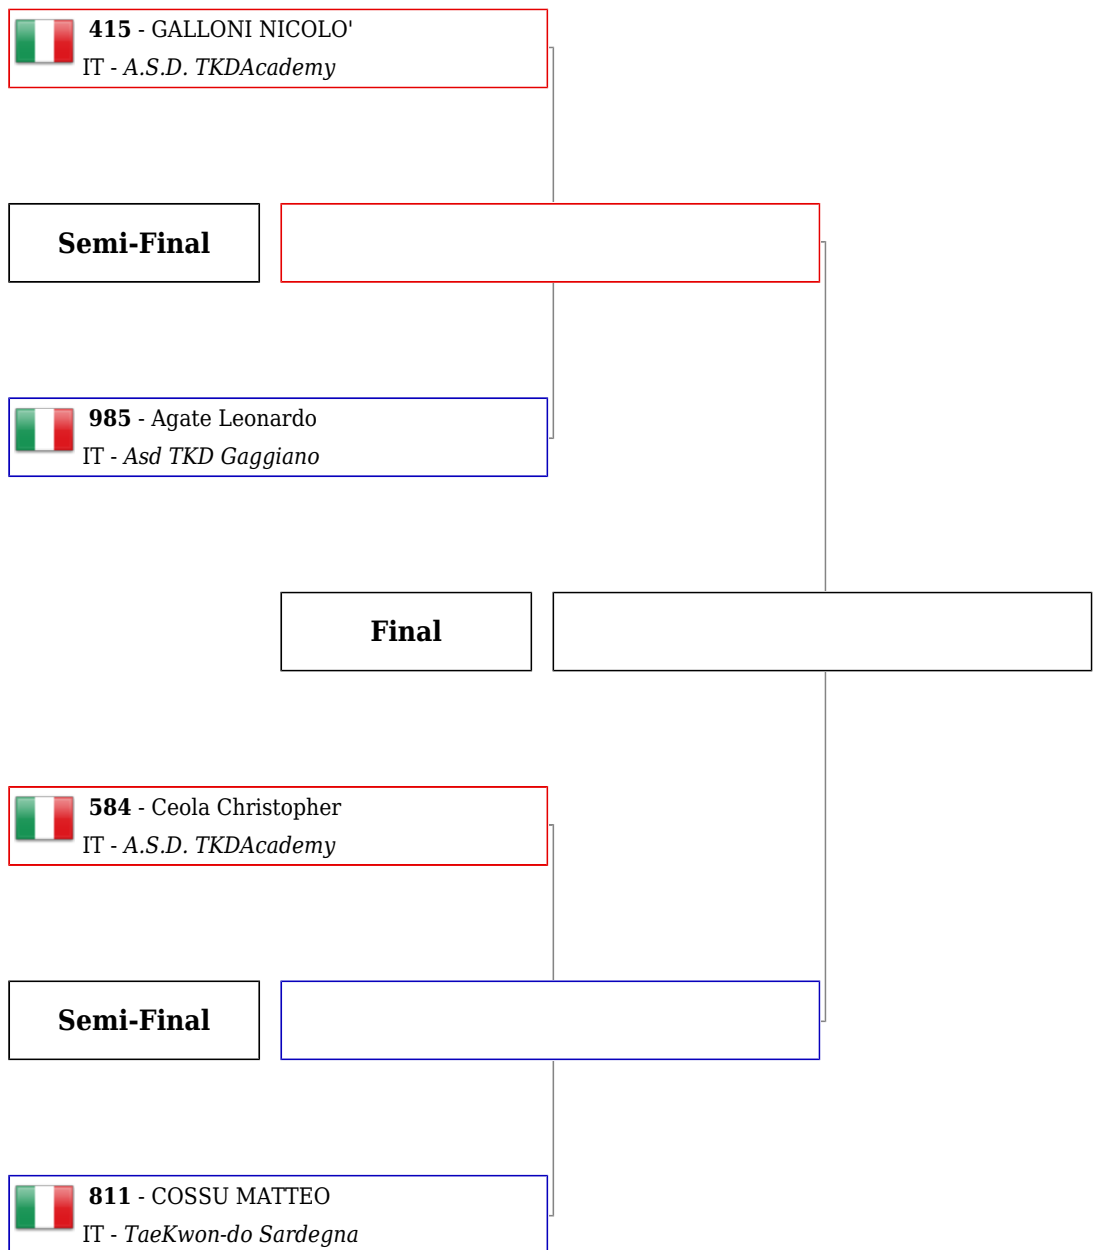 415 - GALLONI NICOLO'
IT - A.S.D. TKDAcademy
Semi-Final
985 - Agate Leonardo
IT - Asd TKD Gaggiano
Final
584 - Ceola Christopher
IT - A.S.D. TKDAcademy
Semi-Final
811 - COSSU MATTEO
IT - TaeKwon-do Sardegna